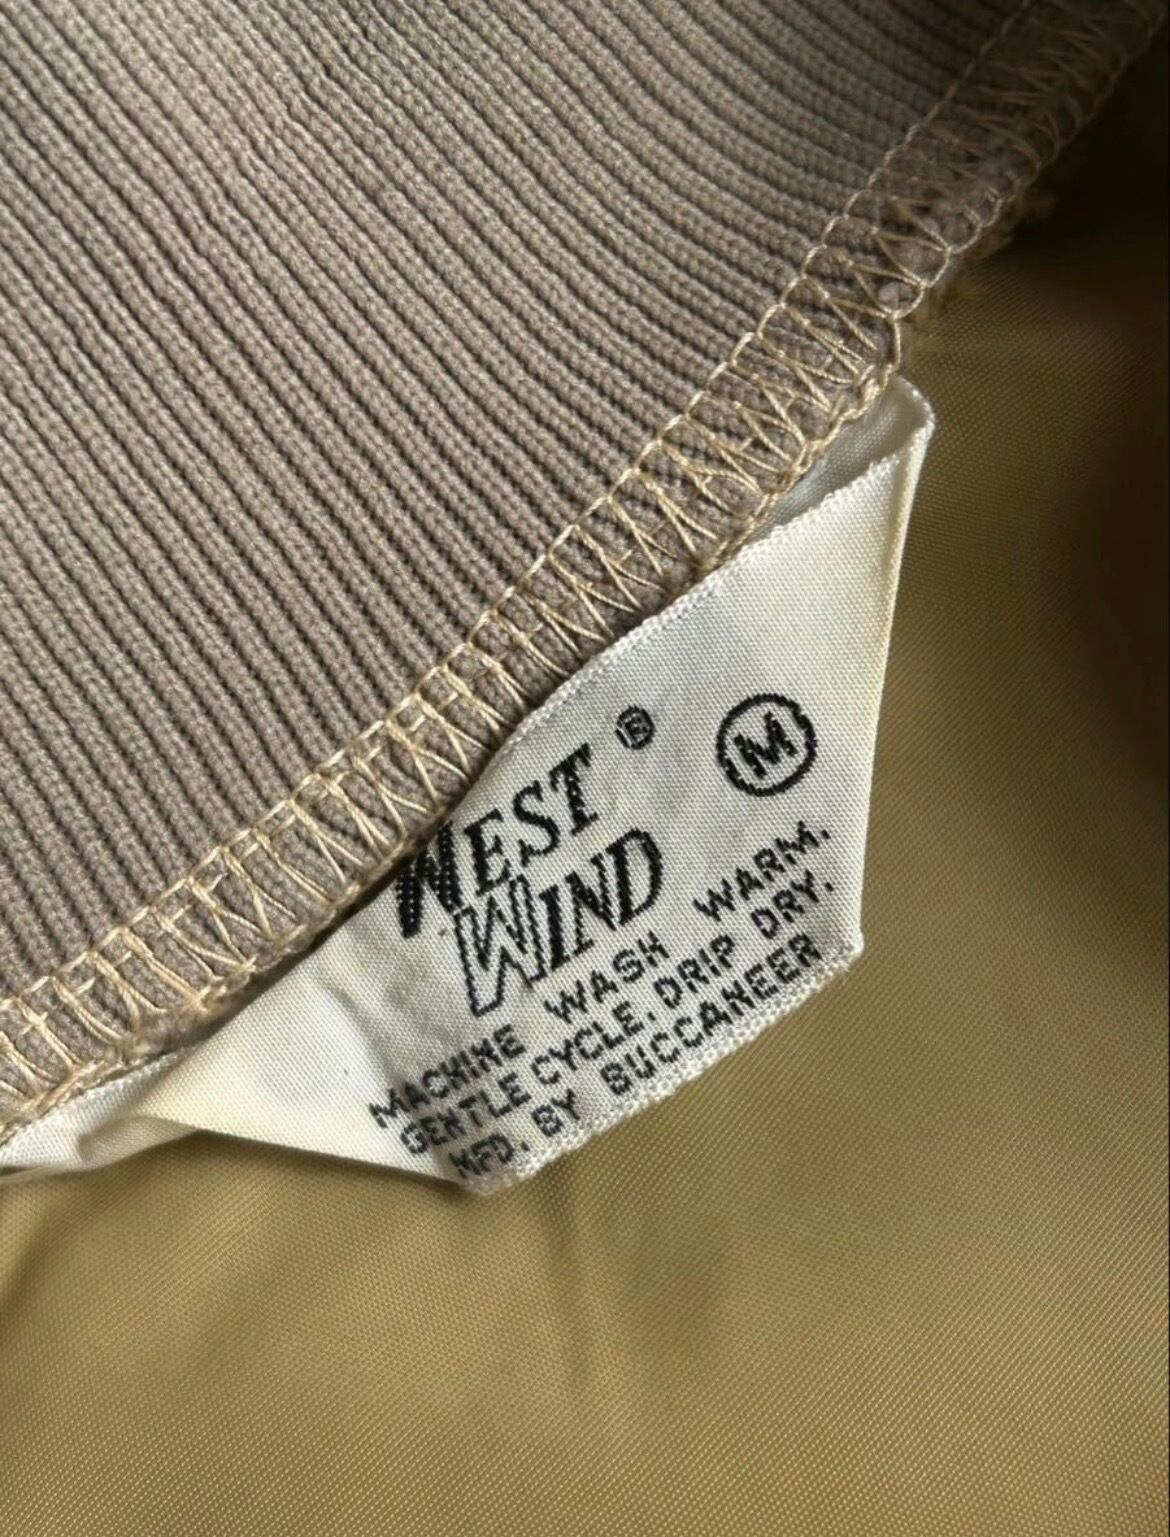 WEST ®
WIND
M
MACHINE WASH WARM.
GENTLE CYCLE. DRIP DRY.
MFD. BY BUCCANEER